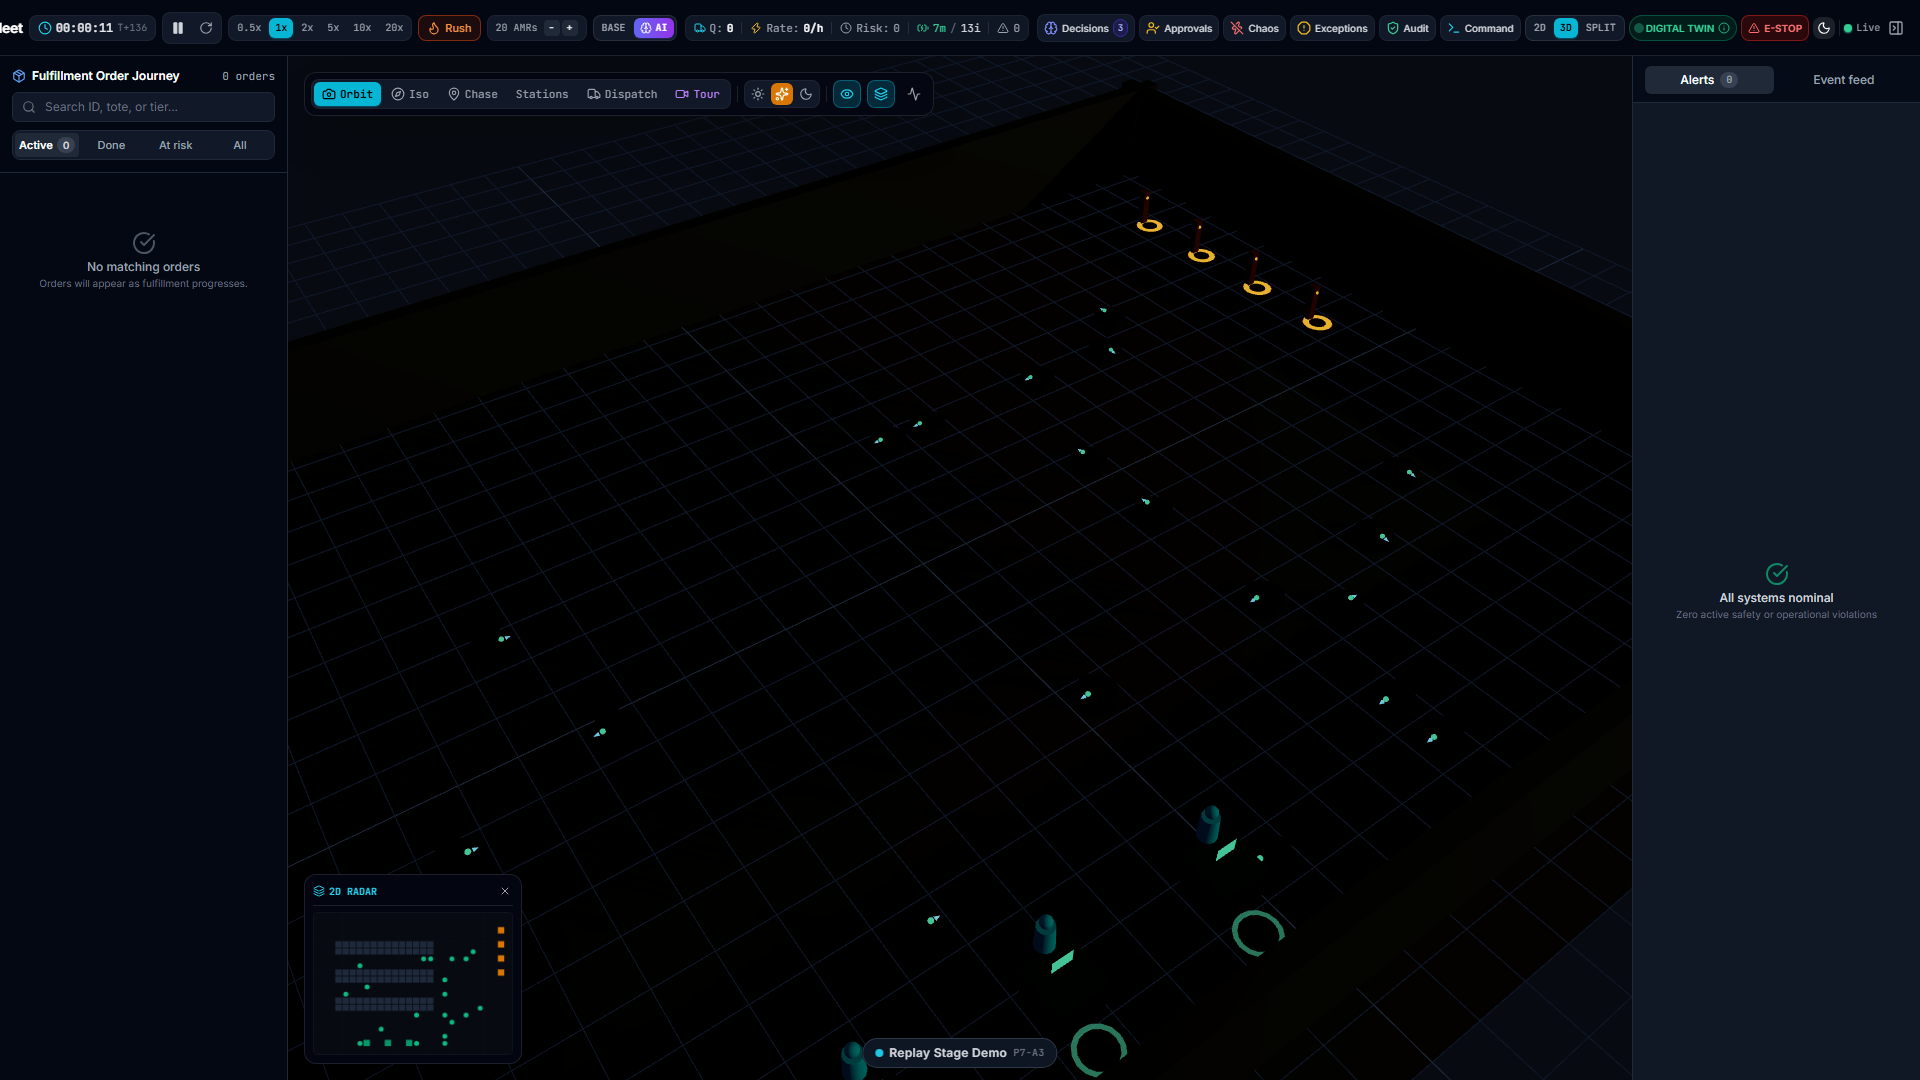 leet
00:00:11 T+136
0.5x 1x 2x 5x 10x 20x
Rush
20 AMRs - +
BASE AI
Q: 0 Rate: 0/h Risk: 0 7m / 13i 0
Decisions 3
Approvals
Chaos
Exceptions
Audit
Command
2D 3D SPLIT
DIGITAL TWIN
E-STOP
Live
Fulfillment Order Journey 0 orders
Search ID, tote, or tier...
Active 0 Done At risk All
No matching orders
Orders will appear as fulfillment progresses.
Orbit Iso Chase Stations Dispatch Tour
2D RADAR
Replay Stage Demo P7-A3
Alerts 0 Event feed
All systems nominal
Zero active safety or operational violations